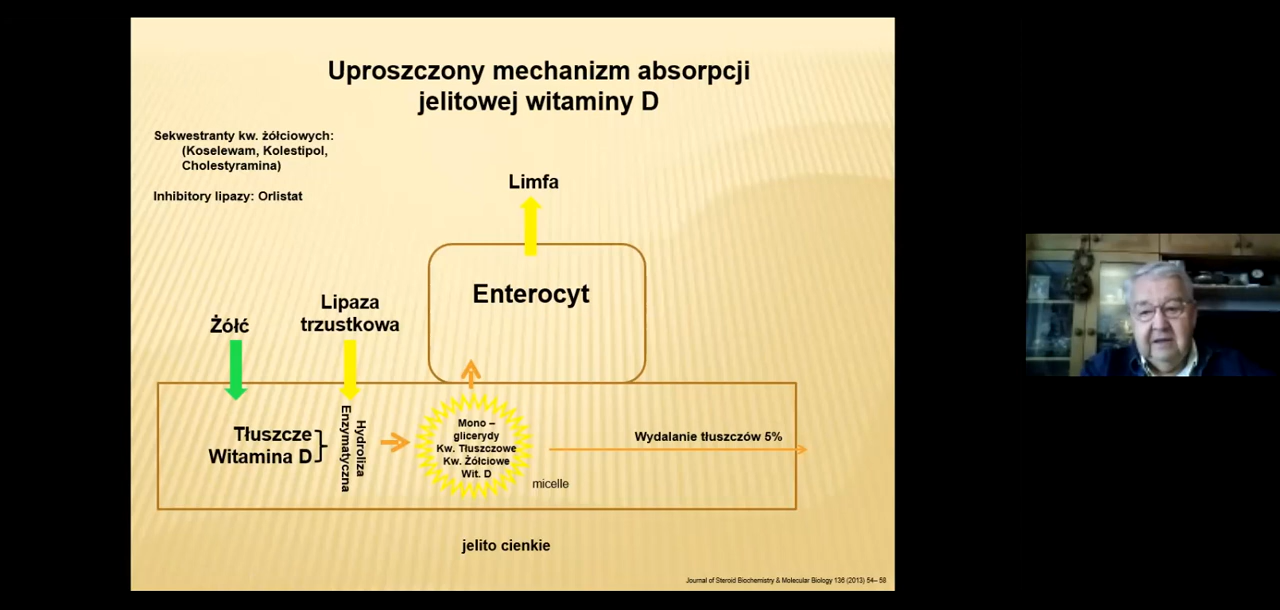 Uproszczony mechanizm absorpcji
jelitowej witaminy D
Sekwestranty kw. żółciowych:
(Koselewam, Kolestipol,
Cholestyramina)
Inhibitory lipazy: Orlistat
Limfa
Enterocyt
Lipaza
trzustkowa
Żółć
Tłuszcze
Witamina D
Hydroliza
Enzymatyczna
Mono –
glicerydy
Kw. Tłuszczowe
Kw. Żółciowe
Wit. D
micelle
Wydalanie tłuszczów 5%
jelito cienkie
Journal of Steroid Biochemistry & Molecular Biology 136 (2013) 54– 58